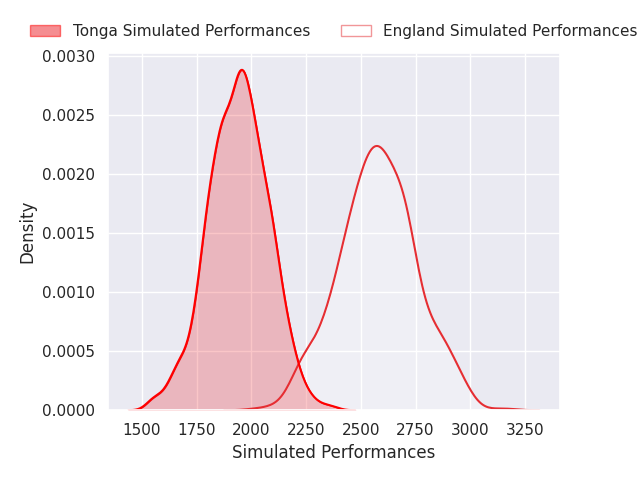 Tonga Simulated Performances
England Simulated Performances
0.0030
0.0025
0.0020
0.0015
0.0010
0.0005
0.0000
Density
1500 1750 2000 2250 2500 2750 3000 3250
Simulated Performances